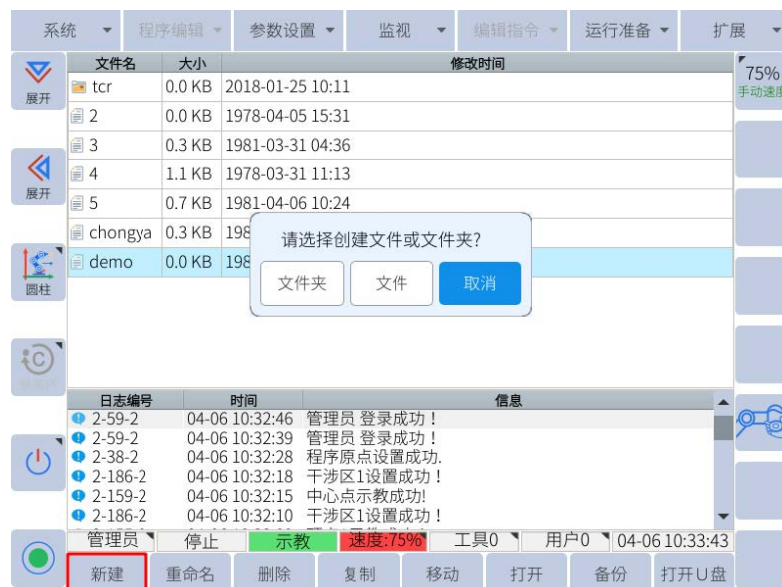 系统 程序编辑 参数设置 监视 编辑指令 运行准备 扩展
文件名 大小 修改时间
展开
75%
手动速度
tcr 0.0 KB 2018-01-25 10:11
2 0.0 KB 1978-04-05 15:31
3 0.3 KB 1981-03-31 04:36
4 1.1 KB 1978-03-31 11:13
展开
5 0.7 KB 1981-04-06 10:24
chongya 0.3 KB 198
demo 0.0 KB 198
请选择创建文件或文件夹?
文件夹 文件 取消
圆柱
日志编号 时间 信息
2-59-2 04-06 10:32:46 管理员 登录成功！
2-59-2 04-06 10:32:39 管理员 登录成功！
2-38-2 04-06 10:32:28 程序原点设置成功.
2-186-2 04-06 10:32:18 干涉区1设置成功！
2-159-2 04-06 10:32:15 中心点示教成功!
2-186-2 04-06 10:32:10 干涉区1设置成功！
管理员 停止 示教 速度:75% 工具0 用户0 04-06 10:33:43
新建 重命名 删除 复制 移动 打开 备份 打开U盘